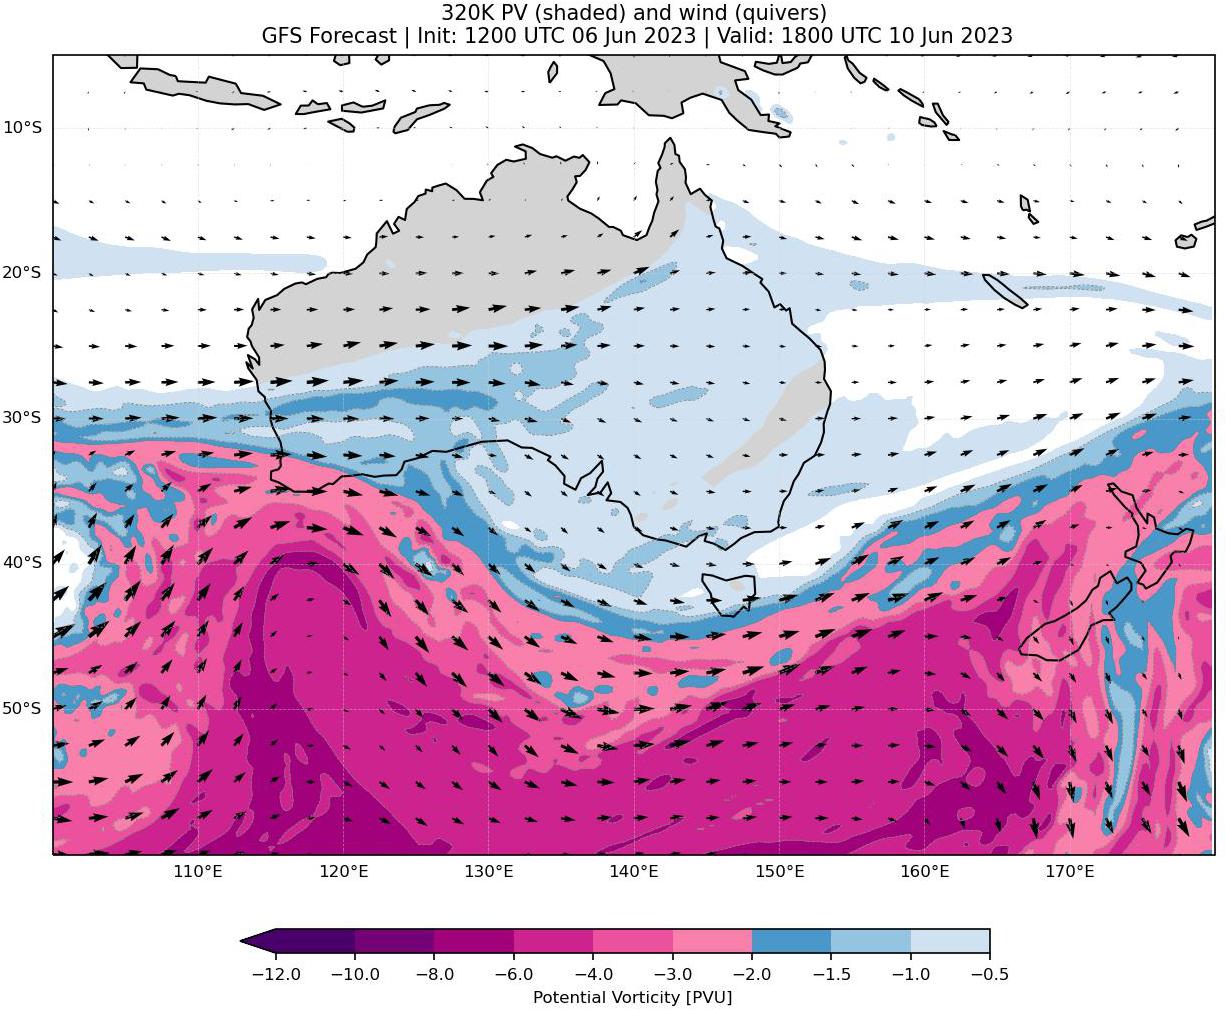 320K PV (shaded) and wind (quivers)
GFS Forecast | Init: 1200 UTC 06 Jun 2023 | Valid: 1800 UTC 10 Jun 2023
10°S
20°S
30°S
40°S
50°S
110°E 120°E 130°E 140°E 150°E 160°E 170°E
−12.0 −10.0 −8.0 −6.0 −4.0 −3.0 −2.0 −1.5 −1.0 −0.5
Potential Vorticity [PVU]